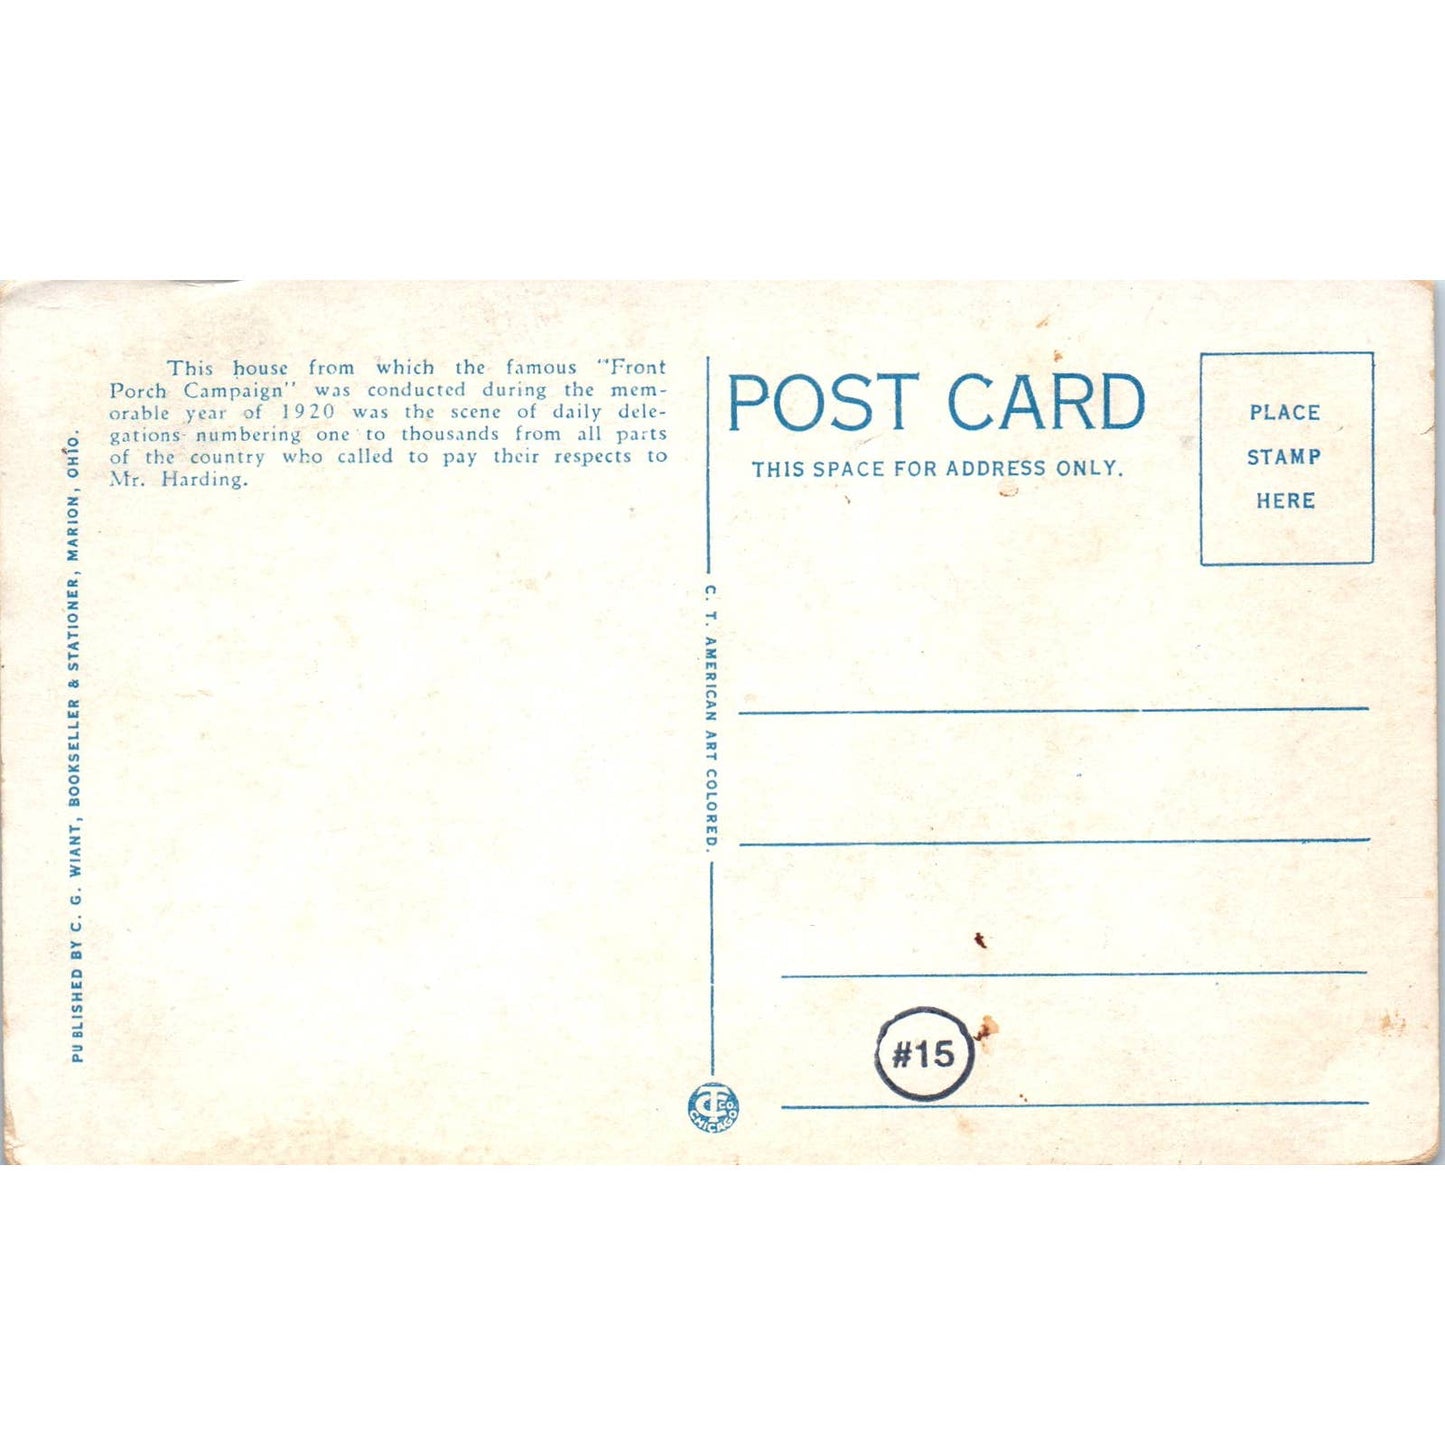 This house from which the famous "Front
Porch Campaign" was conducted during the mem-
orable year of 1920 was the scene of daily dele-
gations numbering one to thousands from all parts
of the country who called to pay their respects to
Mr. Harding.
PUBLISHED BY C. G. WIANT, BOOKSELLER & STATIONER, MARION, OHIO.
C. T. AMERICAN ART COLORED.
CT CO.
CHICAGO
POST CARD
THIS SPACE FOR ADDRESS ONLY.
PLACE
STAMP
HERE
#15